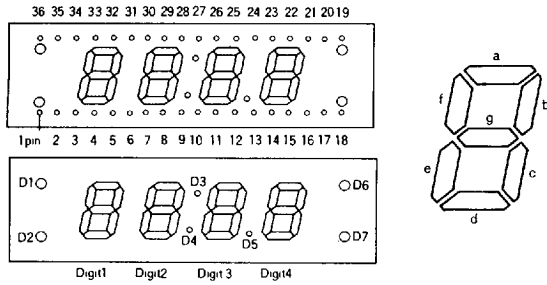 36 35 34 33 32 31 30 29 28 27 26 25 24 23 22 21 20 19
1 pin 2 3 4 5 6 7 8 9 10 11 12 13 14 15 16 17 18
D1 D3 D6
D2 D4 D5 D7
Digit1 Digit2 Digit 3 Digit4
a
f b
g
e c
d